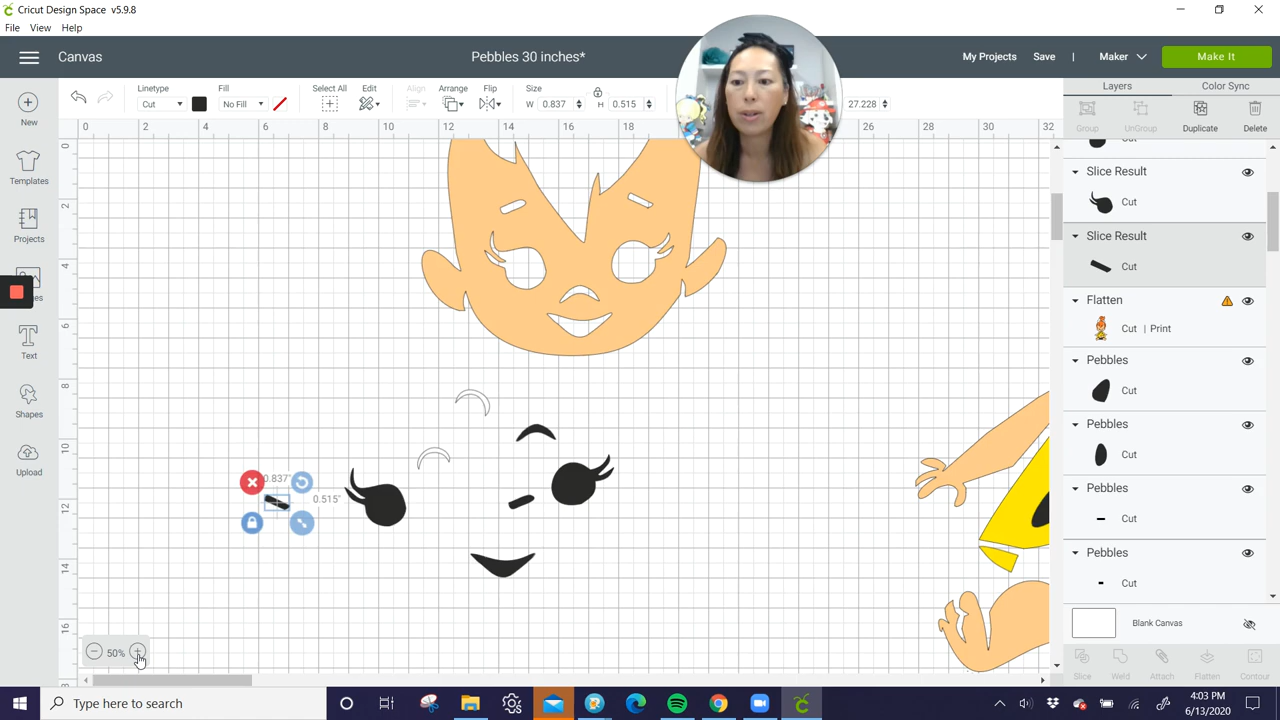 Cricut Design Space v5.9.8
File View Help
Canvas
Pebbles 30 inches*
My Projects Save | Maker Make It
Linetype
Cut
Fill
No Fill
Select All
Edit
Align
Arrange
Flip
Size
W 0.837
H 0.515
27.228
Layers
Color Sync
Group
UnGroup
Duplicate
Delete
New
Templates
Projects
Text
Shapes
Upload
0 2 4 6 8 10 12 14 16 18 26 28 30 32
0
2
4
6
8
10
12
14
16
Cut
Slice Result
Cut
Slice Result
Cut
Flatten
Cut | Print
Pebbles
Cut
Pebbles
Cut
Pebbles
Cut
Pebbles
Cut
Blank Canvas
Slice Weld Attach Flatten Contour
0.837"
0.515"
50%
Type here to search
4:03 PM
6/13/2020